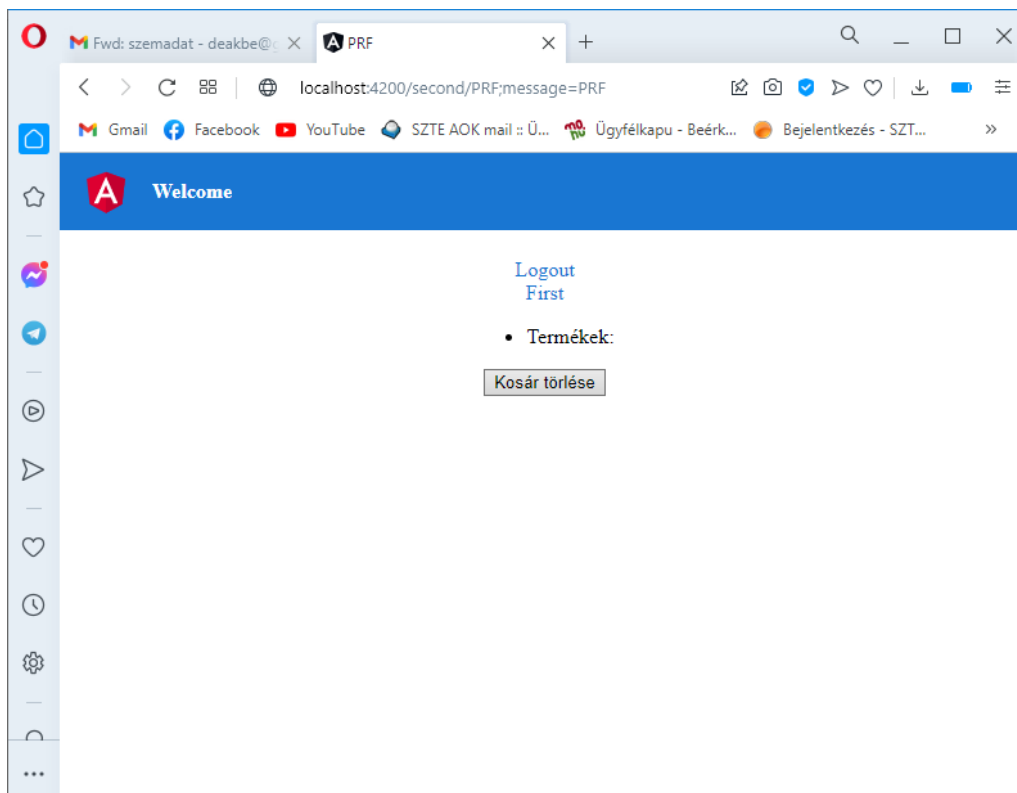 Fwd: szemadat - deakbe@
PRF
localhost:4200/second/PRF;message=PRF
Gmail
Facebook
YouTube
SZTE AOK mail :: Ü...
Ügyfélkapu - Beérk...
Bejelentkezés - SZT...
Welcome
Logout
First
• Termékek:
Kosár törlése